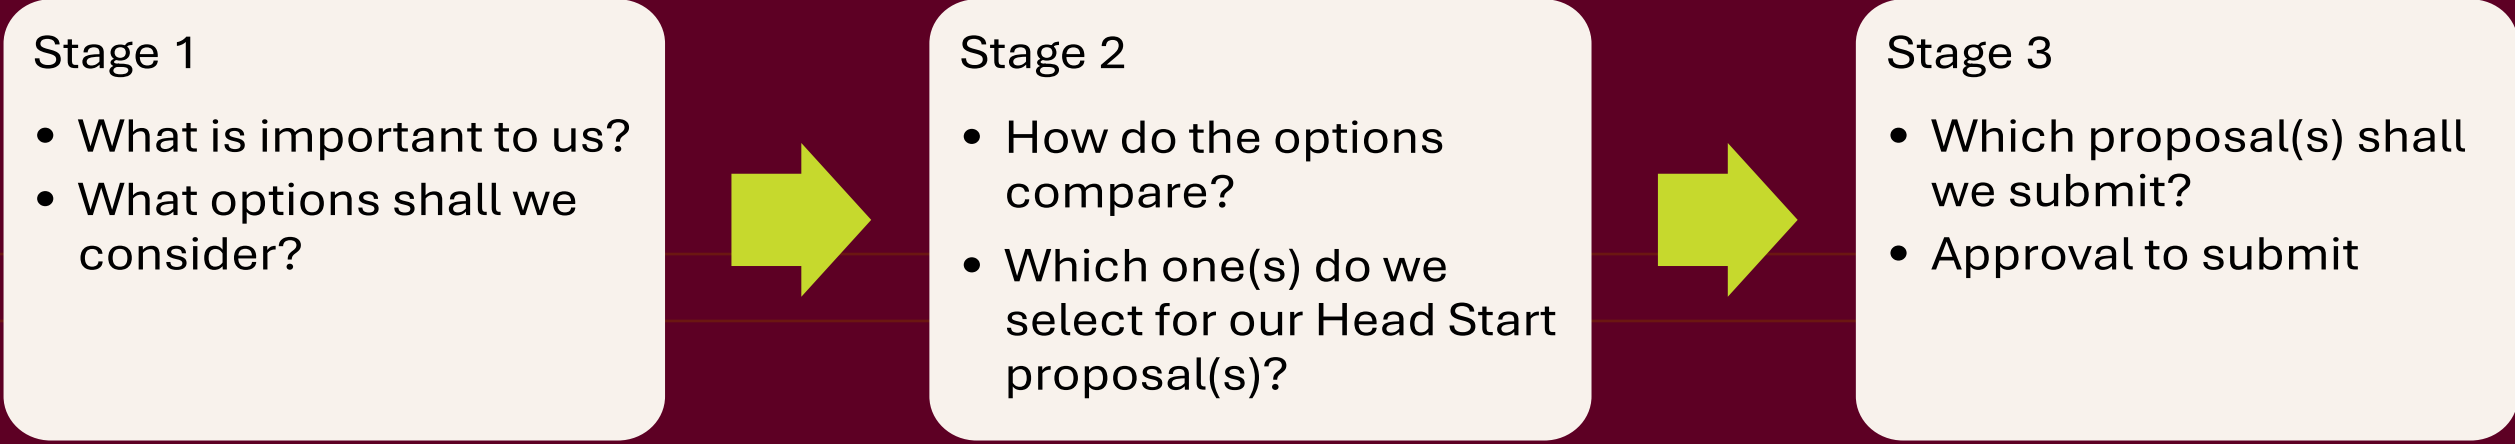 Stage 1
• What is important to us?
• What options shall we
consider?
Stage 2
• How do the options
compare?
• Which one(s) do we
select for our Head Start
proposal(s)?
Stage 3
• Which proposal(s) shall
we submit?
• Approval to submit